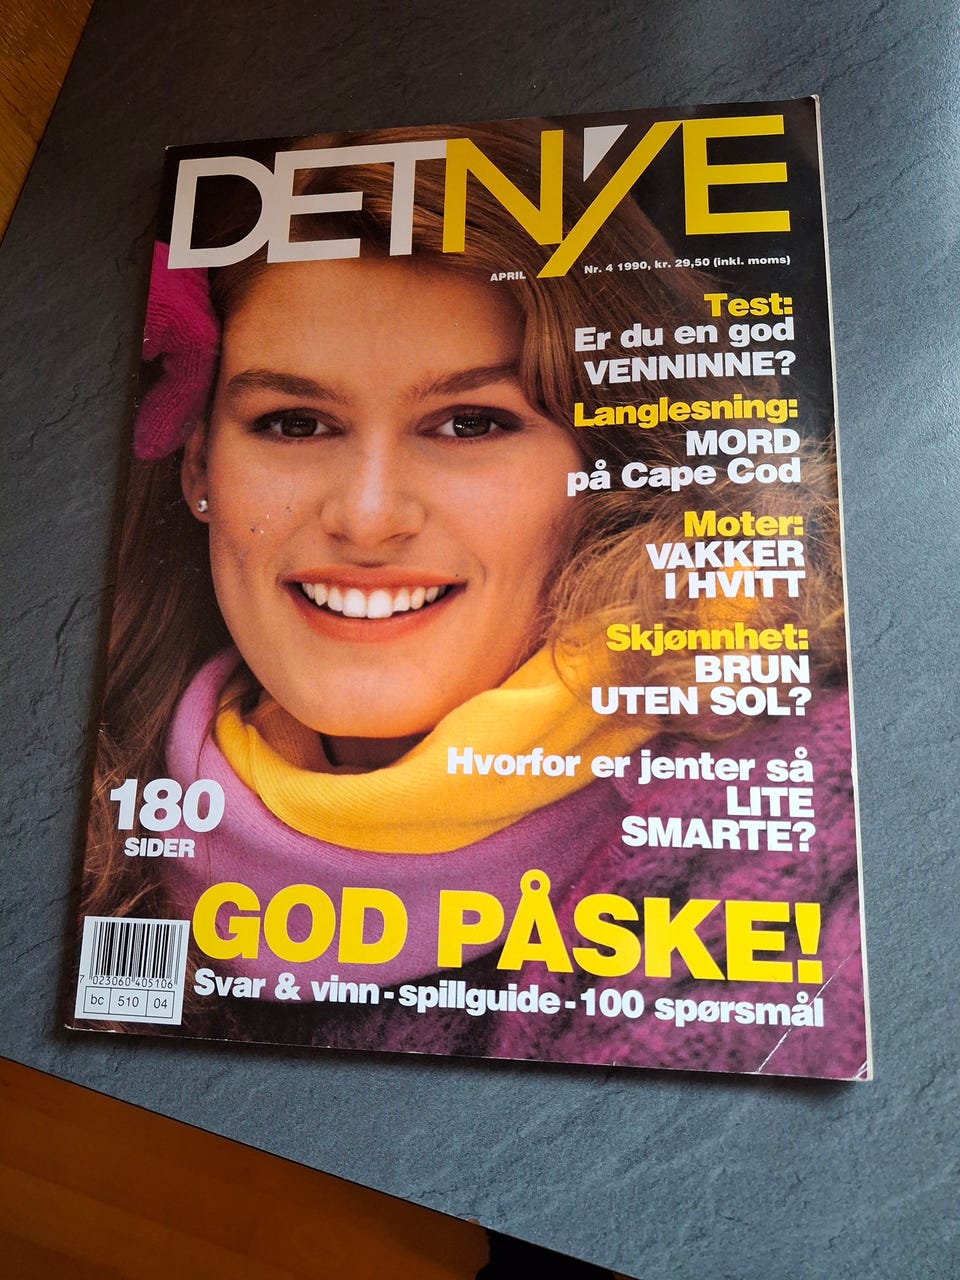 DET NYE
APRIL Nr. 4 1990, kr. 29,50 (inkl. moms)
Test:
Er du en god
VENNINNE?
Langlesning:
MORD
på Cape Cod
Moter:
VAKKER
I HVITT
Skjønnhet:
BRUN
UTEN SOL?
Hvorfor er jenter så
LITE
SMARTE?
180
SIDER
GOD PÅSKE!
Svar & vinn - spillguide - 100 spørsmål
7 023060 405106
bc 510 04